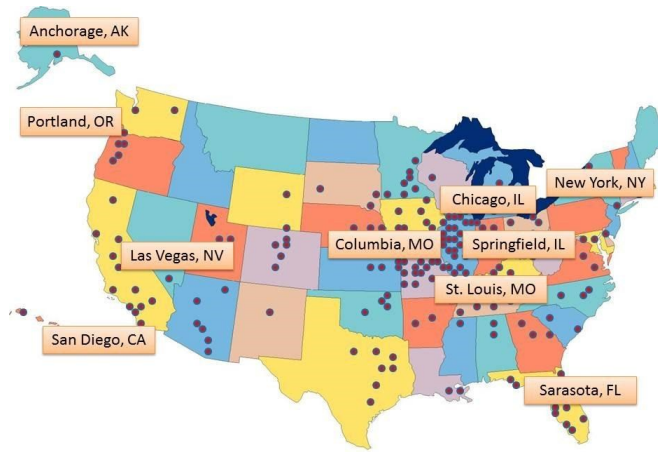 Anchorage, AK
Portland, OR
New York, NY
Chicago, IL
Las Vegas, NV
Columbia, MO
Springfield, IL
St. Louis, MO
San Diego, CA
Sarasota, FL